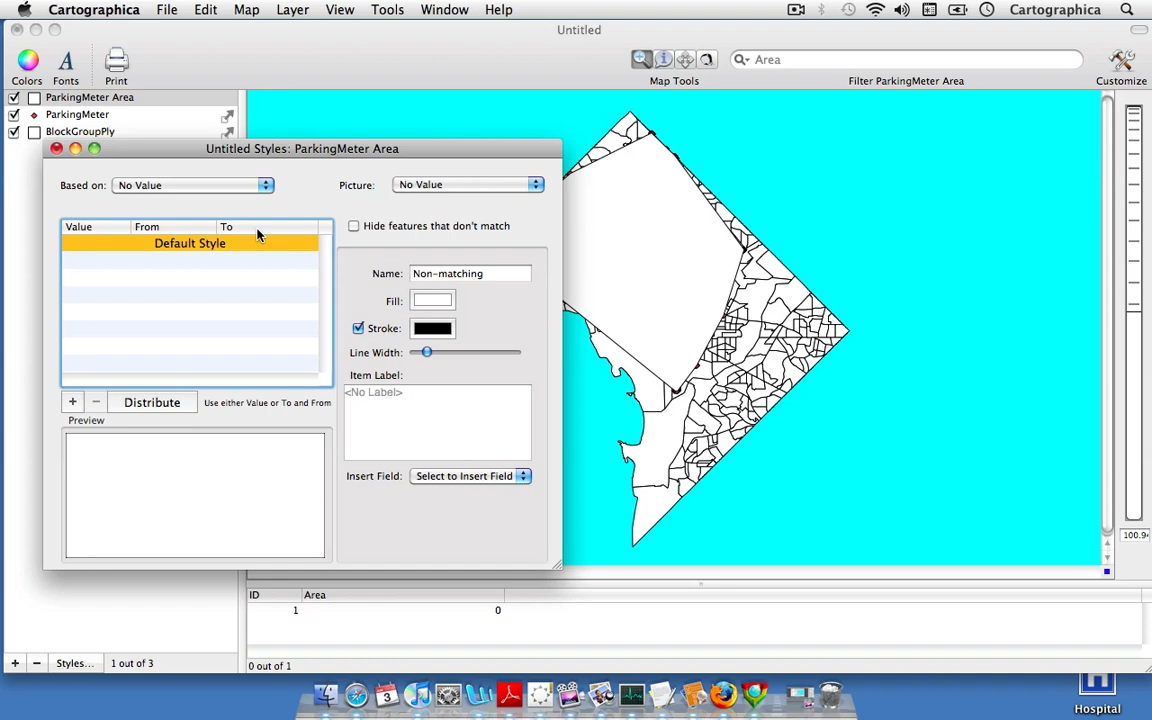 Cartographica File Edit Map Layer View Tools Window Help Cartographica
Untitled
Area
Colors Fonts Print Map Tools Filter ParkingMeter Area Customize
ParkingMeter Area
ParkingMeter
BlockGroupPly
Untitled Styles: ParkingMeter Area
Based on: No Value Picture: No Value
Value From To Hide features that don't match
Default Style
Name: Non-matching
Fill:
Stroke:
Line Width:
Item Label:
<No Label>
+ − Distribute Use either Value or To and From
Preview
Insert Field: Select to Insert Field
100.9
ID Area
1 0
+ − Styles... 1 out of 3 0 out of 1
3
H
Hospital